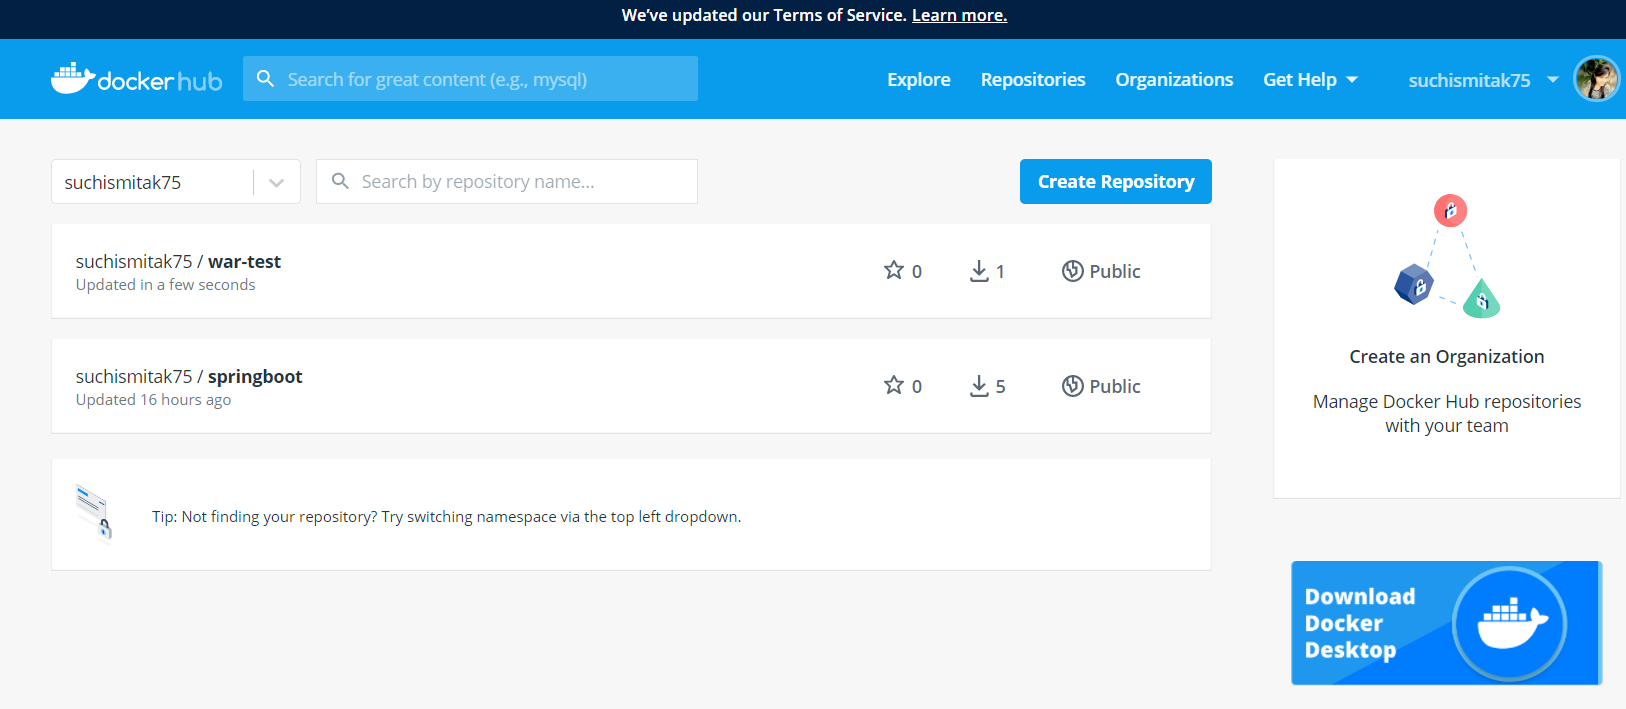 We've updated our Terms of Service. Learn more.
dockerhub
Search for great content (e.g., mysql)
Explore
Repositories
Organizations
Get Help
suchismitak75
suchismitak75
Search by repository name...
Create Repository
suchismitak75 / war-test
Updated in a few seconds
0
1
Public
suchismitak75 / springboot
Updated 16 hours ago
0
5
Public
Tip: Not finding your repository? Try switching namespace via the top left dropdown.
Create an Organization
Manage Docker Hub repositories
with your team
Download
Docker
Desktop